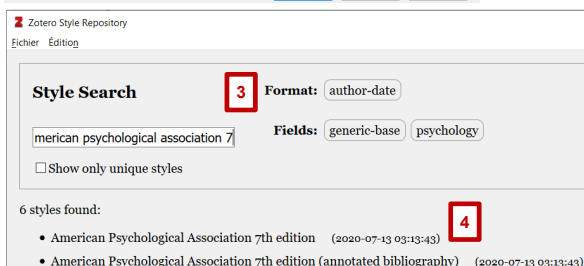 Zotero Style Repository
Fichier Édition
Style Search
3
Format: author-date
merican psychological association 7
Fields: generic-base psychology
Show only unique styles
6 styles found:
4
• American Psychological Association 7th edition (2020-07-13 03:13:43)
• American Psychological Association 7th edition (annotated bibliography) (2020-07-13 03:13:43)